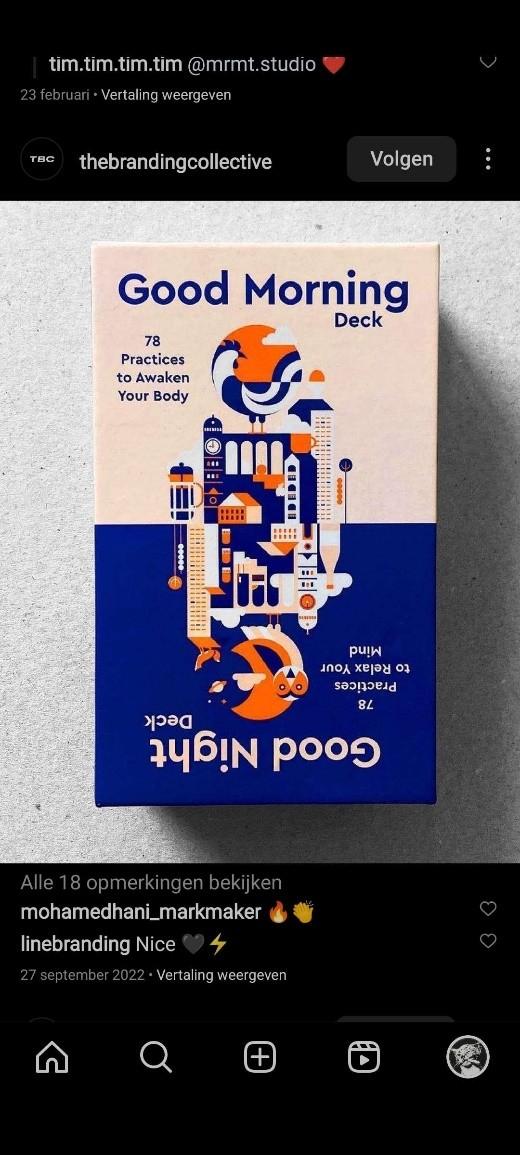 tim.tim.tim.tim @mrmt.studio ❤️
23 februari • Vertaling weergeven
TBC
thebrandingcollective
Volgen
Good Morning
Deck
78
Practices
to Awaken
Your Body
Good Night
Deck
78
Practices
to Relax Your
Mind
Alle 18 opmerkingen bekijken
mohamedhani_markmaker 🔥👏
linebranding Nice 🖤⚡
27 september 2022 • Vertaling weergeven